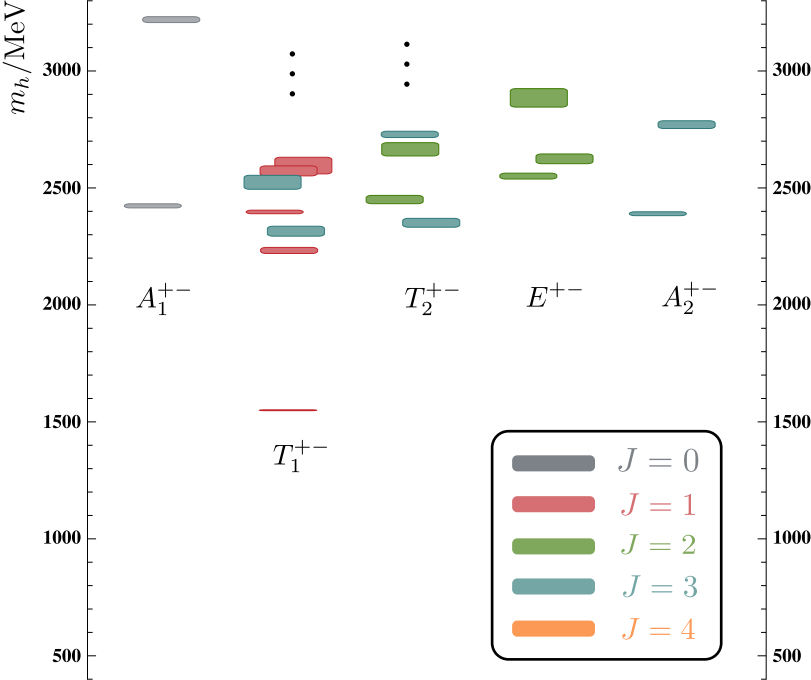 m_h/MeV
3000 3000
2500 2500
2000 2000
1500 1500
1000 1000
500 500
A_1^{+-}
T_1^{+-}
T_2^{+-}
E^{+-}
A_2^{+-}
J = 0
J = 1
J = 2
J = 3
J = 4